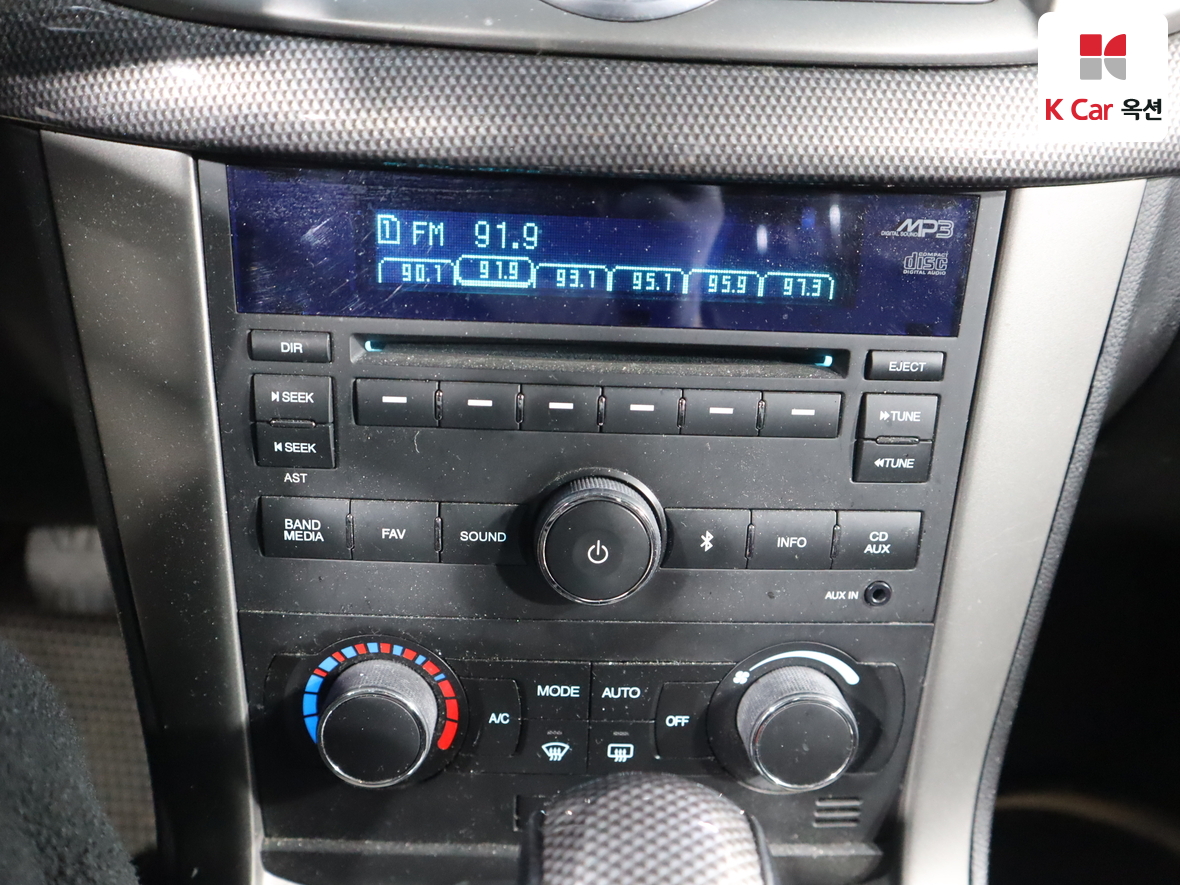 K Car 옥션
1 FM 91.9
90.1 91.9 93.1 95.1 95.9 97.3
MP3
DIGITAL SOUND
COMPACT
disc
DIGITAL AUDIO
DIR
EJECT
SEEK
TUNE
SEEK
TUNE
AST
BAND
MEDIA
FAV
SOUND
INFO
CD
AUX
AUX IN
MODE
AUTO
A/C
OFF